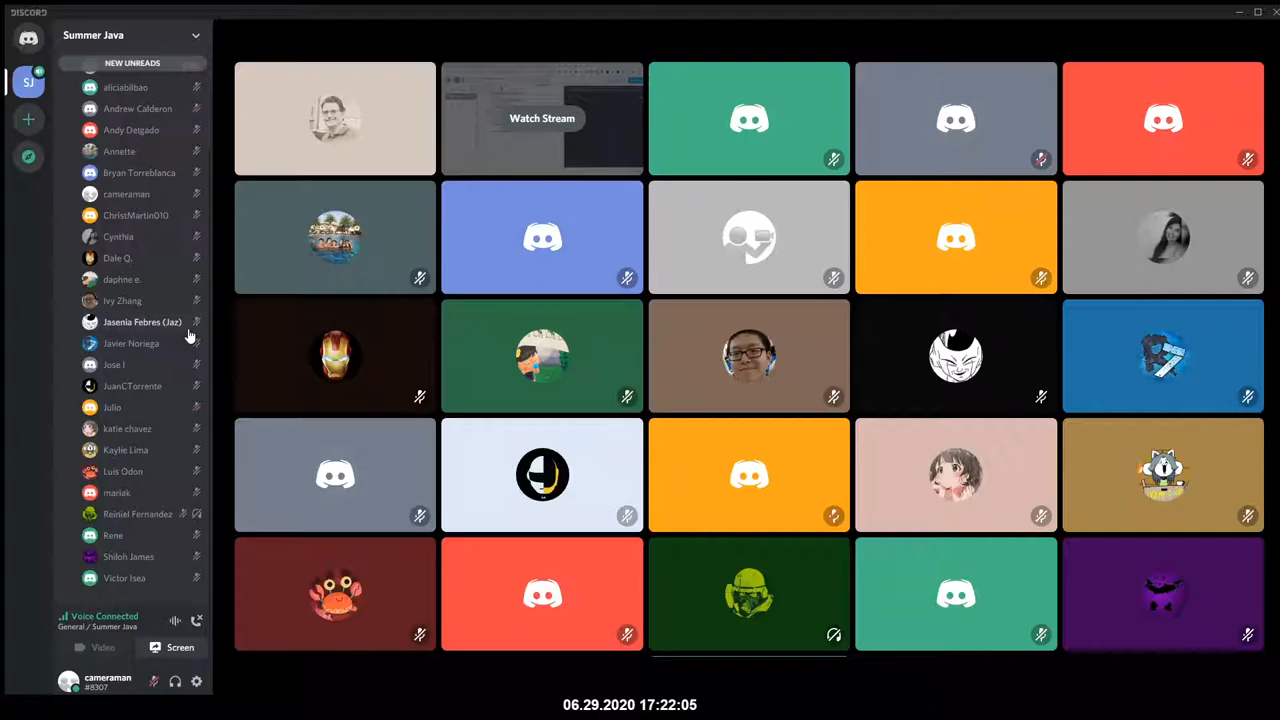 DISCORD
Summer Java
NEW UNREADS
SJ
aliciabilbao
Andrew Calderon
Andy Delgado
Annette
Bryan Torreblanca
cameraman
ChristMartin010
Cynthia
Dale Q.
daphne e.
Ivy Zhang
Jasenia Febres (Jaz)
Javier Noriega
Jose I
JuanCTorrente
Julio
katie chavez
Kaylie Lima
Luis Odon
mariak
Reiniel Fernandez
Rene
Shiloh James
Victor Isea
Voice Connected
General / Summer Java
Video
Screen
cameraman
#8307
Watch Stream
06.29.2020 17:22:05